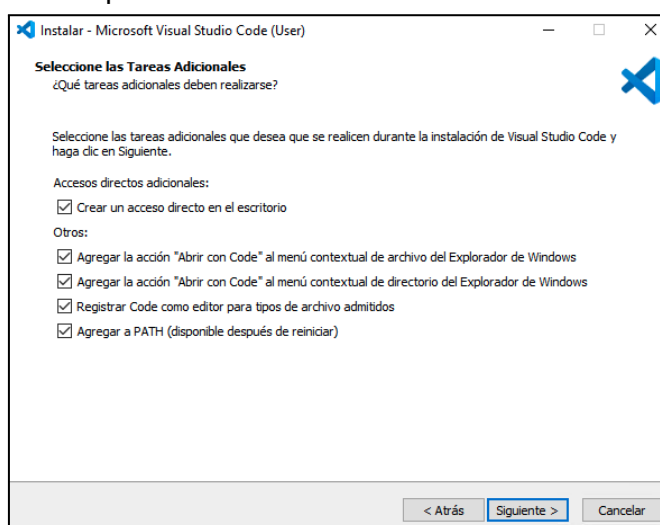 Instalar - Microsoft Visual Studio Code (User)
Seleccione las Tareas Adicionales
¿Qué tareas adicionales deben realizarse?
Seleccione las tareas adicionales que desea que se realicen durante la instalación de Visual Studio Code y
haga clic en Siguiente.
Accesos directos adicionales:
Crear un acceso directo en el escritorio
Otros:
Agregar la acción "Abrir con Code" al menú contextual de archivo del Explorador de Windows
Agregar la acción "Abrir con Code" al menú contextual de directorio del Explorador de Windows
Registrar Code como editor para tipos de archivo admitidos
Agregar a PATH (disponible después de reiniciar)
< Atrás Siguiente > Cancelar